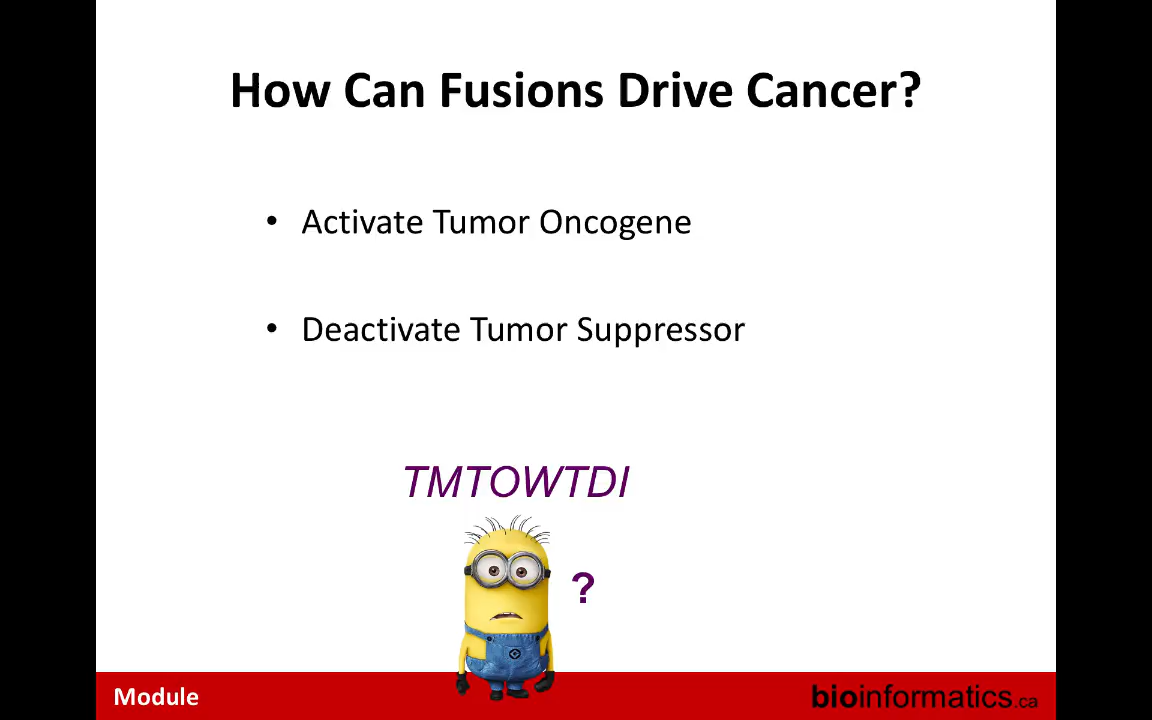 How Can Fusions Drive Cancer?
• Activate Tumor Oncogene
• Deactivate Tumor Suppressor
TMTOWTDI
?
Module
bioinformatics.ca